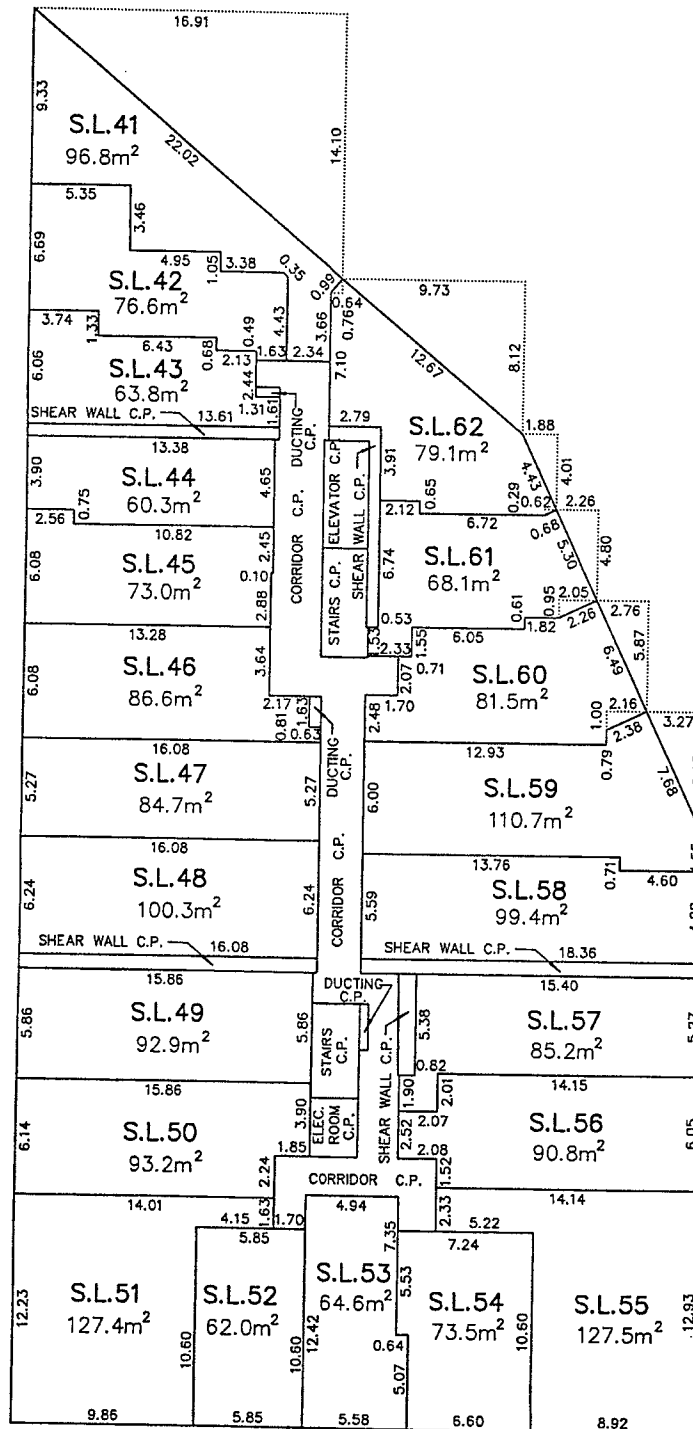 16.91
9.33
S.L.41
96.8m²
22.02
14.10
5.35
3.46
6.69
4.95
1.05
3.38
0.35
0.99
0.64
0.76
9.73
S.L.42
76.6m²
4.43
3.66
3.74
1.33
6.43
0.68
0.49
2.13
1.63
2.34
7.10
12.67
8.12
6.06
S.L.43
63.8m²
2.44
1.31
1.61
SHEAR WALL C.P.
13.61
DUCTING C.P.
2.79
S.L.62
79.1m²
1.88
4.01
13.38
3.90
S.L.44
60.3m²
4.65
CORRIDOR C.P.
ELEVATOR C.P.
SHEAR WALL C.P.
3.91
4.43
0.29
0.62
2.26
2.56
0.75
10.82
2.12
0.65
6.72
0.68
5.30
4.80
6.08
S.L.45
73.0m²
2.45
0.10
2.88
STAIRS C.P.
6.74
S.L.61
68.1m²
0.61
0.95
2.05
2.76
13.28
0.53
1.53
2.33
1.55
6.05
1.82
2.26
5.87
6.08
S.L.46
86.6m²
3.64
2.07
0.71
S.L.60
81.5m²
6.49
2.17
1.63
0.81
0.63
1.70
2.48
1.00
2.16
3.27
16.08
DUCTING C.P.
12.93
0.79
2.38
5.27
S.L.47
84.7m²
5.27
6.00
S.L.59
110.7m²
7.68
16.08
13.76
0.71
4.60
6.24
S.L.48
100.3m²
6.24
CORRIDOR C.P.
5.59
S.L.58
99.4m²
SHEAR WALL C.P.
16.08
SHEAR WALL C.P.
18.36
15.86
DUCTING C.P.
15.40
5.86
S.L.49
92.9m²
5.86
STAIRS C.P.
SHEAR WALL C.P.
5.38
S.L.57
85.2m²
0.82
15.86
1.90
2.01
14.15
6.14
S.L.50
93.2m²
3.90
ELEC. ROOM C.P.
2.07
2.52
S.L.56
90.8m²
6.05
1.85
2.24
2.08
1.52
CORRIDOR C.P.
14.01
1.63
4.94
2.33
14.14
4.15
1.70
5.85
7.35
5.22
7.24
12.23
S.L.51
127.4m²
S.L.52
62.0m²
S.L.53
64.6m²
5.53
S.L.54
73.5m²
S.L.55
127.5m²
12.93
10.60
10.60
12.42
0.64
5.07
10.60
9.86
5.85
5.58
6.60
8.92